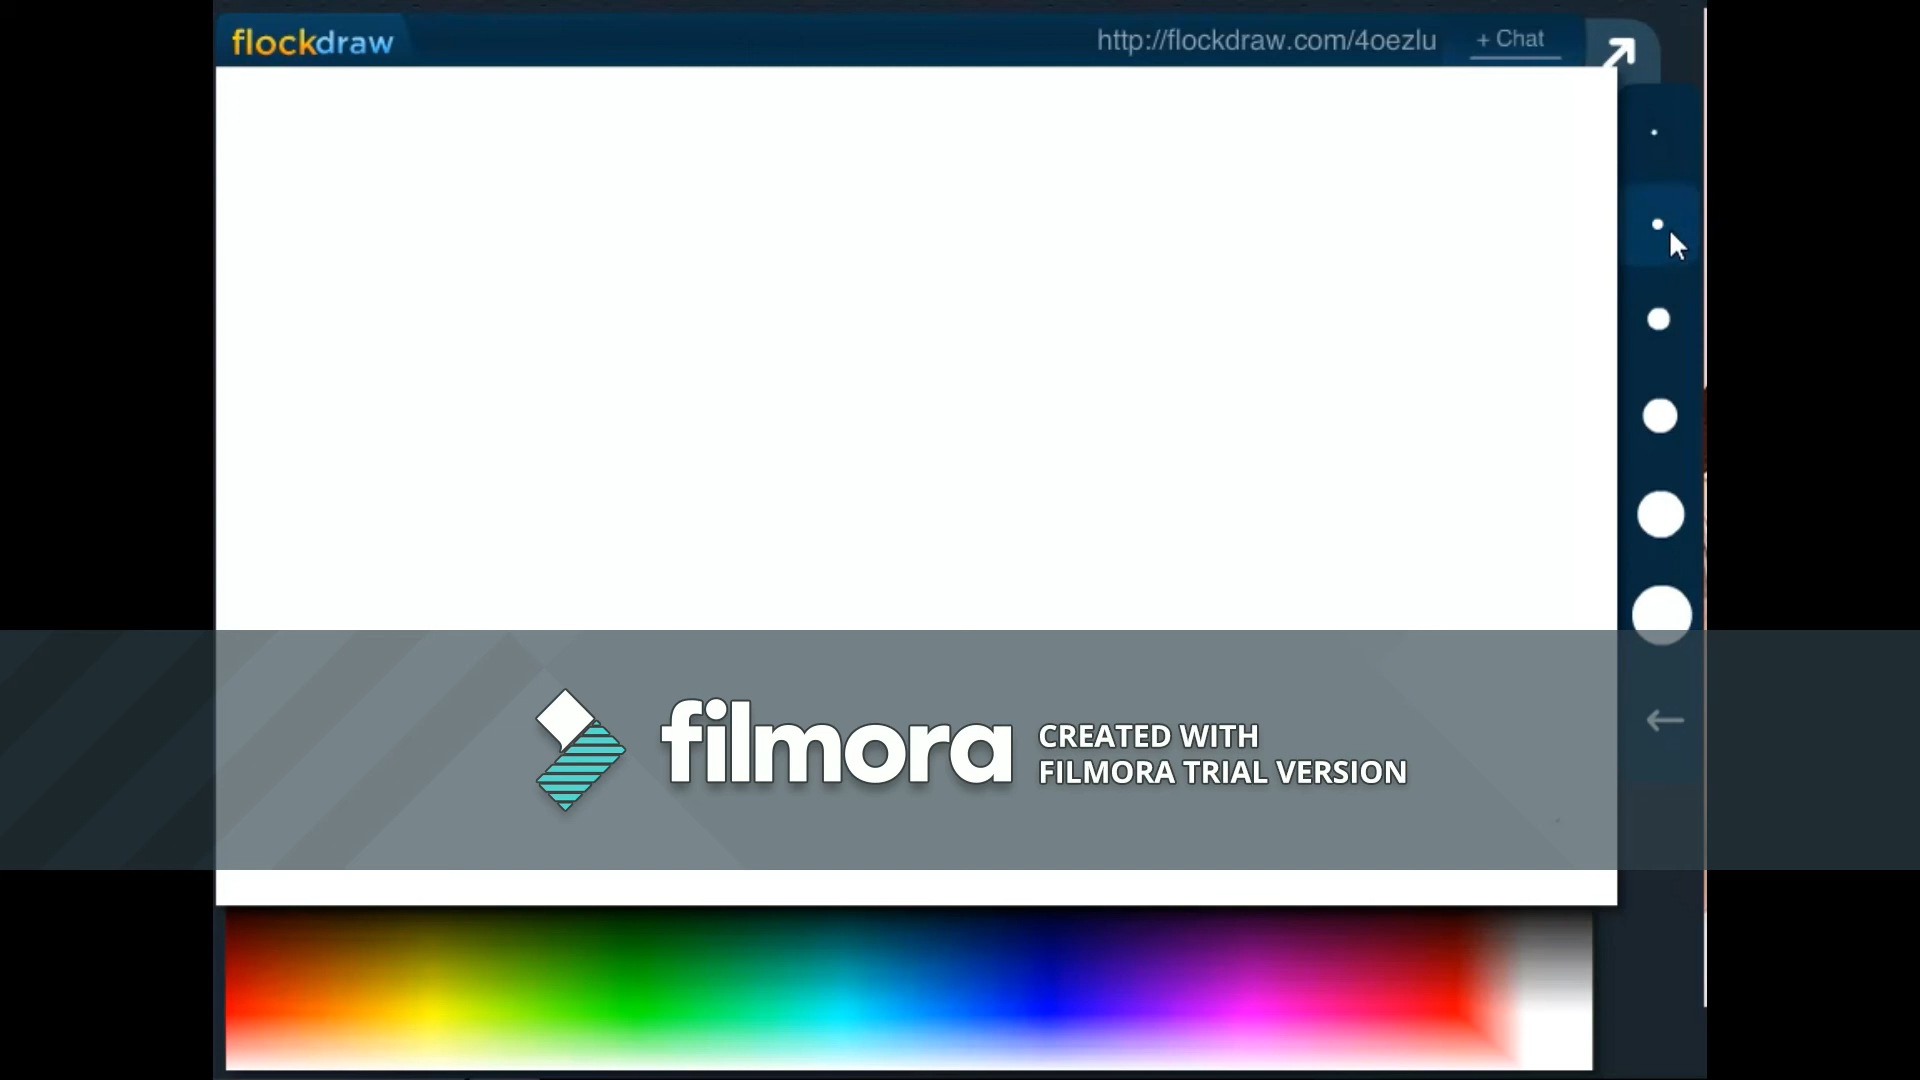 flockdraw
http://flockdraw.com/4oezlu
+ Chat
filmora
CREATED WITH
FILMORA TRIAL VERSION